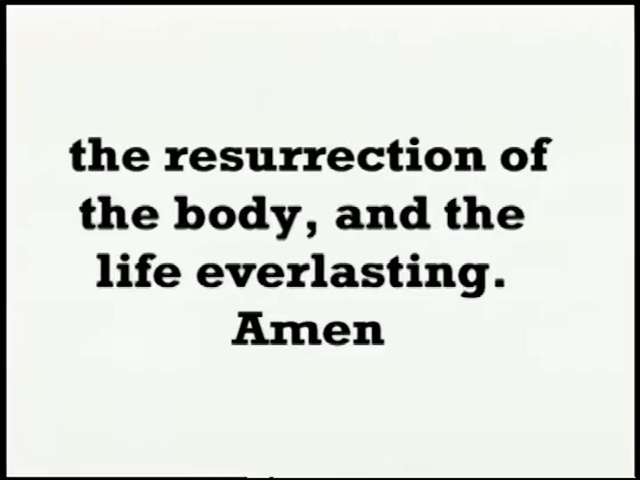 the resurrection of
the body, and the
life everlasting.
Amen